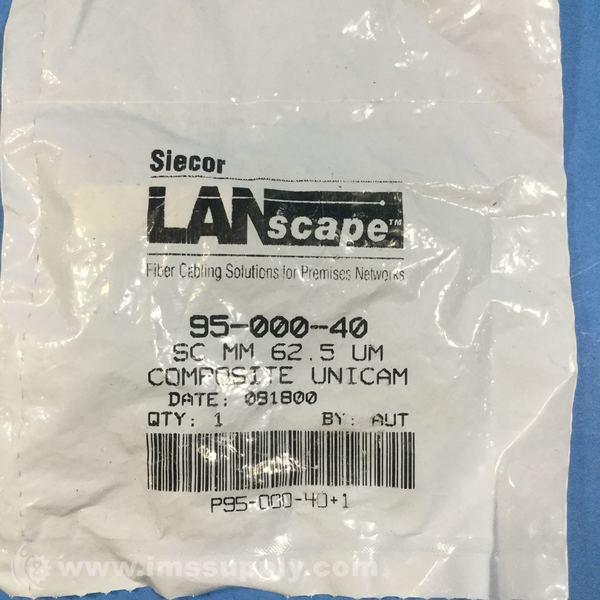 Siecor
LANscape™
Fiber Cabling Solutions for Premises Networks
95-000-40
SC MM 62.5 UM
COMPOSITE UNICAM
DATE: 091800
QTY: 1 BY: AUT
P95-000-40+1
www.imssupply.com